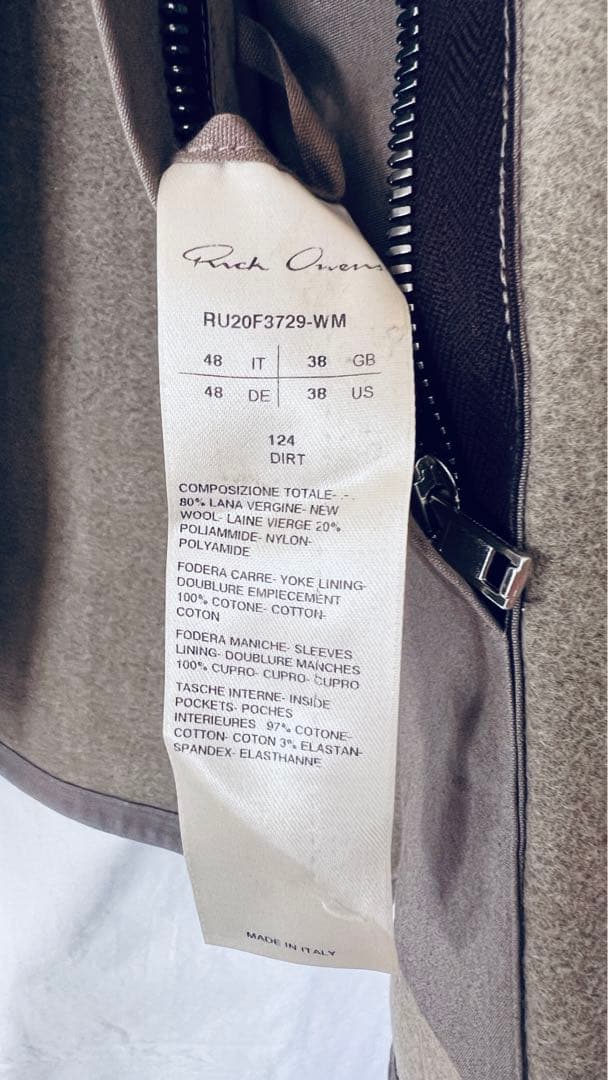 Rick Owens
RU20F3729-WM
48 IT 38 GB
48 DE 38 US
124
DIRT
COMPOSIZIONE TOTALE- - -
80% LANA VERGINE- NEW
WOOL- LAINE VIERGE 20%
POLIAMMIDE- NYLON-
POLYAMIDE
FODERA CARRE- YOKE LINING-
DOUBLURE EMPIECEMENT
100% COTONE- COTTON-
COTON
FODERA MANICHE- SLEEVES
LINING- DOUBLURE MANCHES
100% CUPRO- CUPRO- CUPRO
TASCHE INTERNE- INSIDE
POCKETS- POCHES
INTERIEURES 97% COTONE-
COTTON- COTON 3% ELASTAN-
SPANDEX- ELASTHANNE
MADE IN ITALY